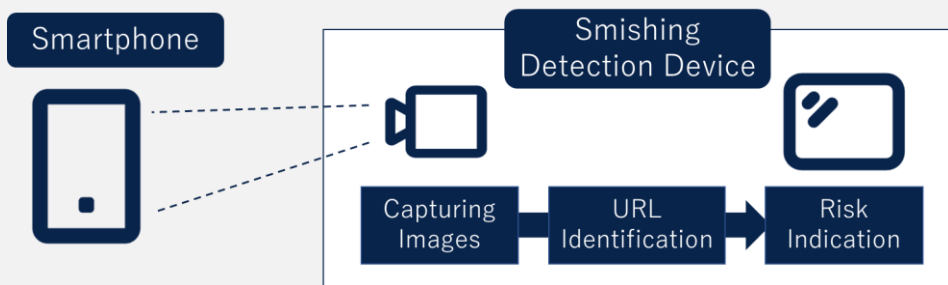 Smartphone
Smishing
Detection Device
Capturing
Images
URL
Identification
Risk
Indication